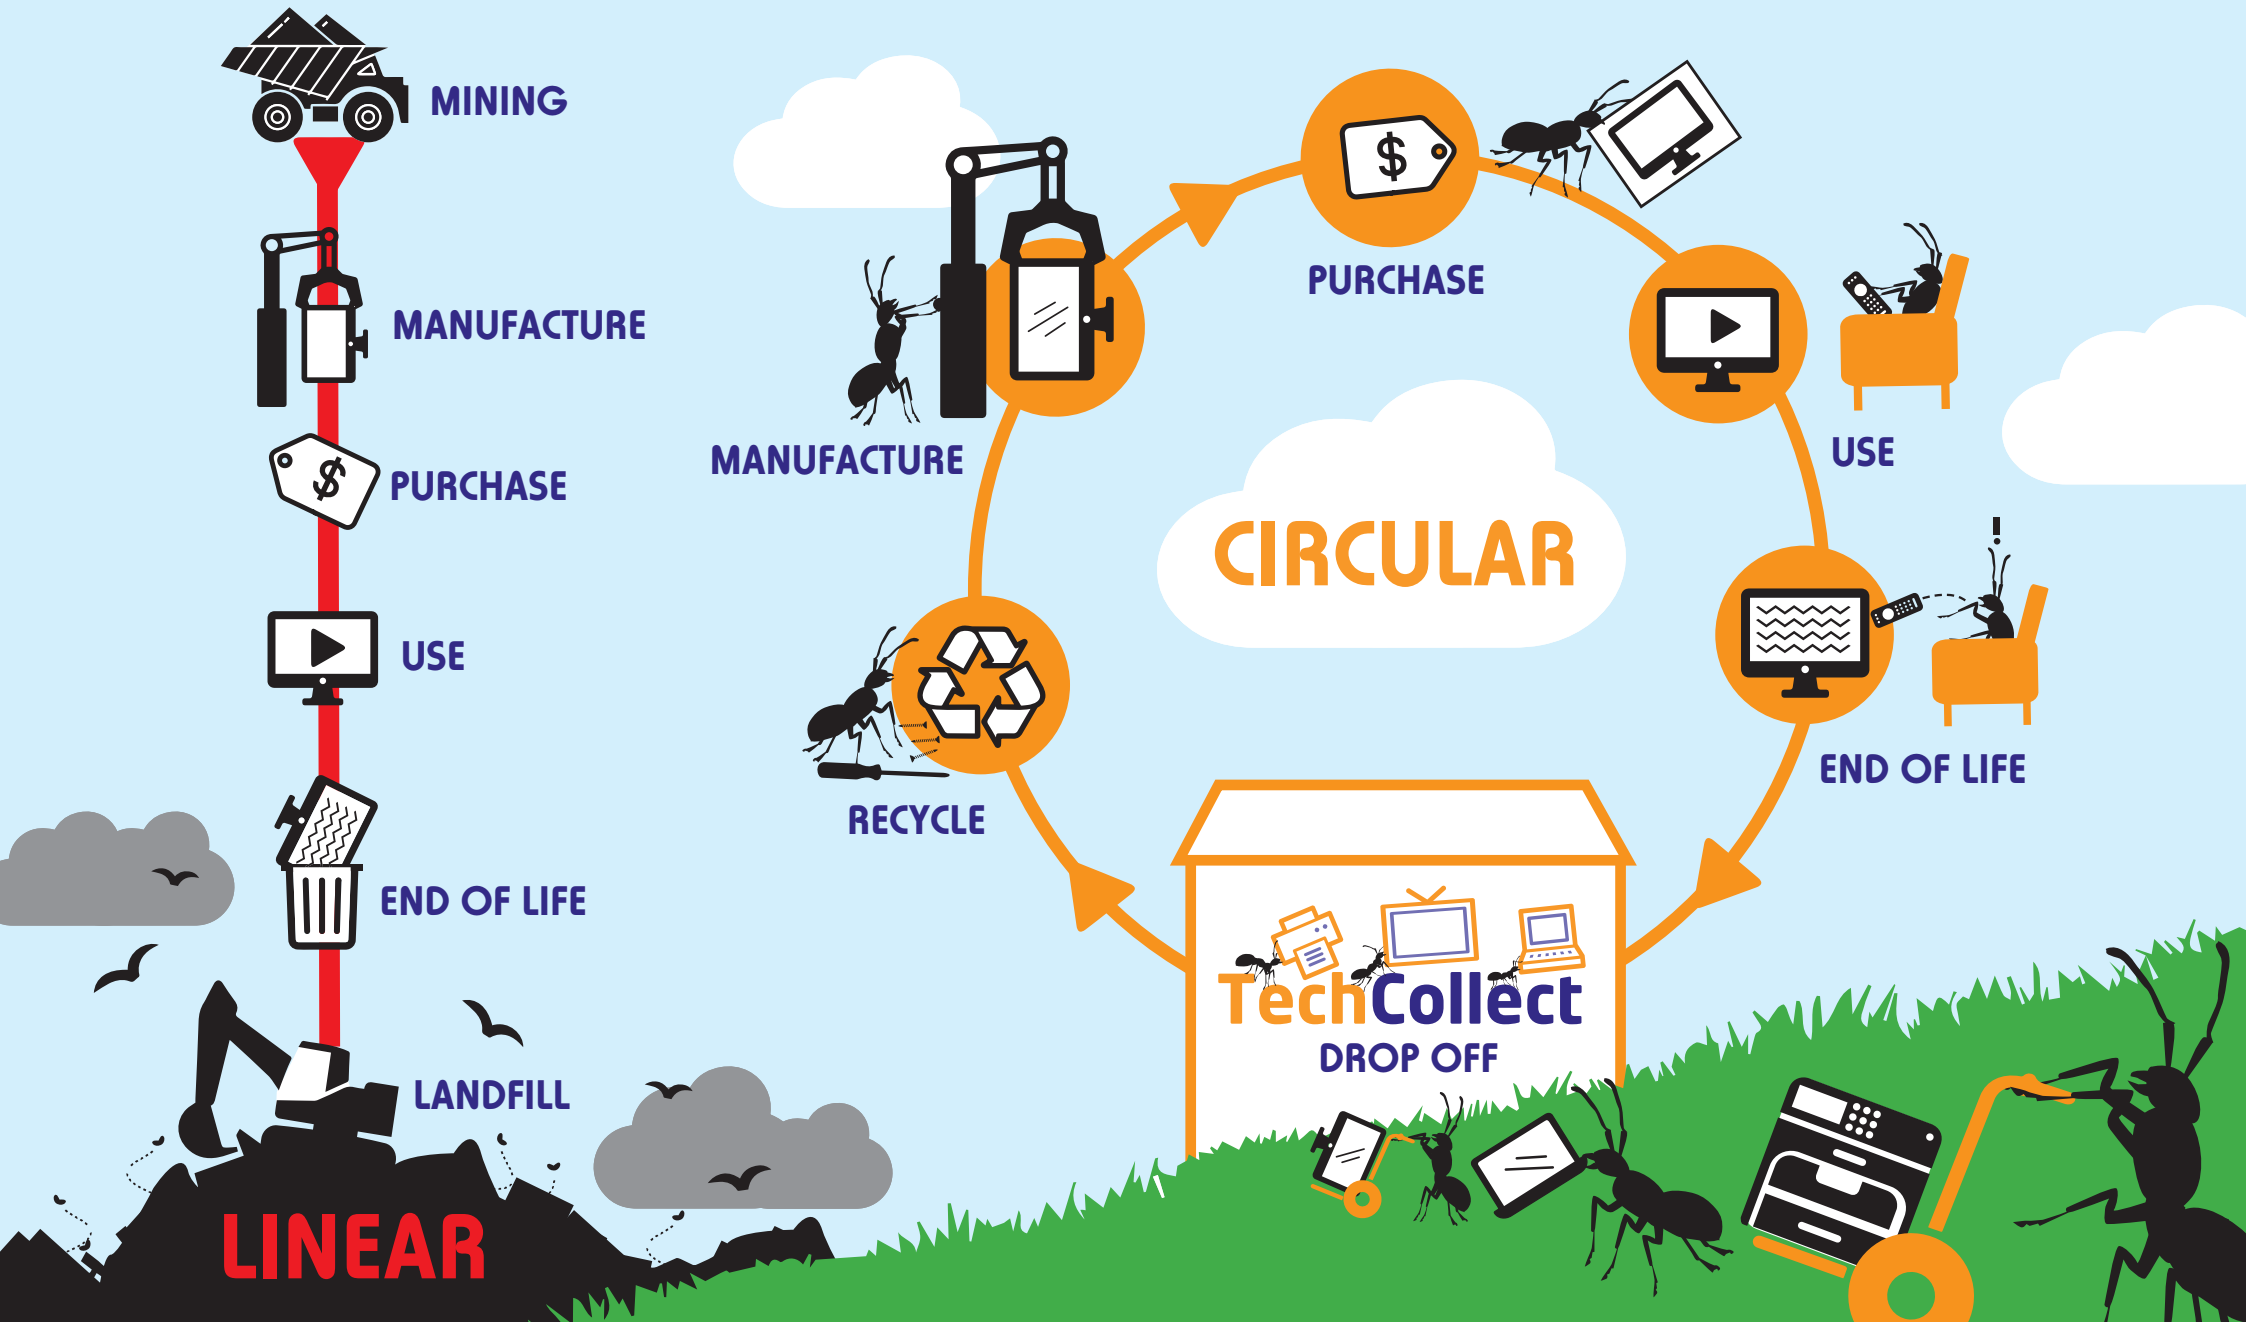 MINING
MANUFACTURE
PURCHASE
USE
END OF LIFE
LANDFILL
LINEAR
$
PURCHASE
USE
!
END OF LIFE
TechCollect
DROP OFF
RECYCLE
MANUFACTURE
CIRCULAR
$